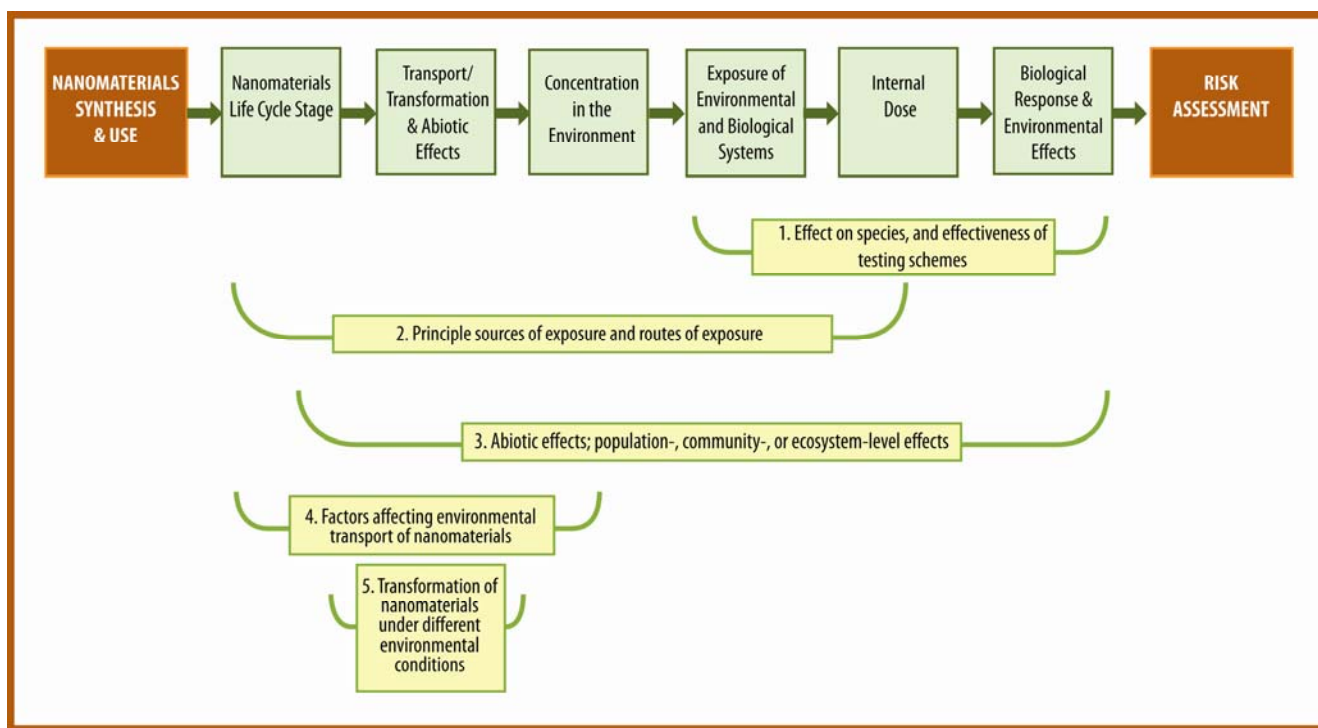 NANOMATERIALS
SYNTHESIS
& USE
Nanomaterials
Life Cycle Stage
Transport/
Transformation
& Abiotic
Effects
Concentration
in the
Environment
Exposure of
Environmental
and Biological
Systems
Internal
Dose
Biological
Response &
Environmental
Effects
RISK
ASSESSMENT
1. Effect on species, and effectiveness of
testing schemes
2. Principle sources of exposure and routes of exposure
3. Abiotic effects; population-, community-, or ecosystem-level effects
4. Factors affecting environmental
transport of nanomaterials
5. Transformation of
nanomaterials
under different
environmental
conditions